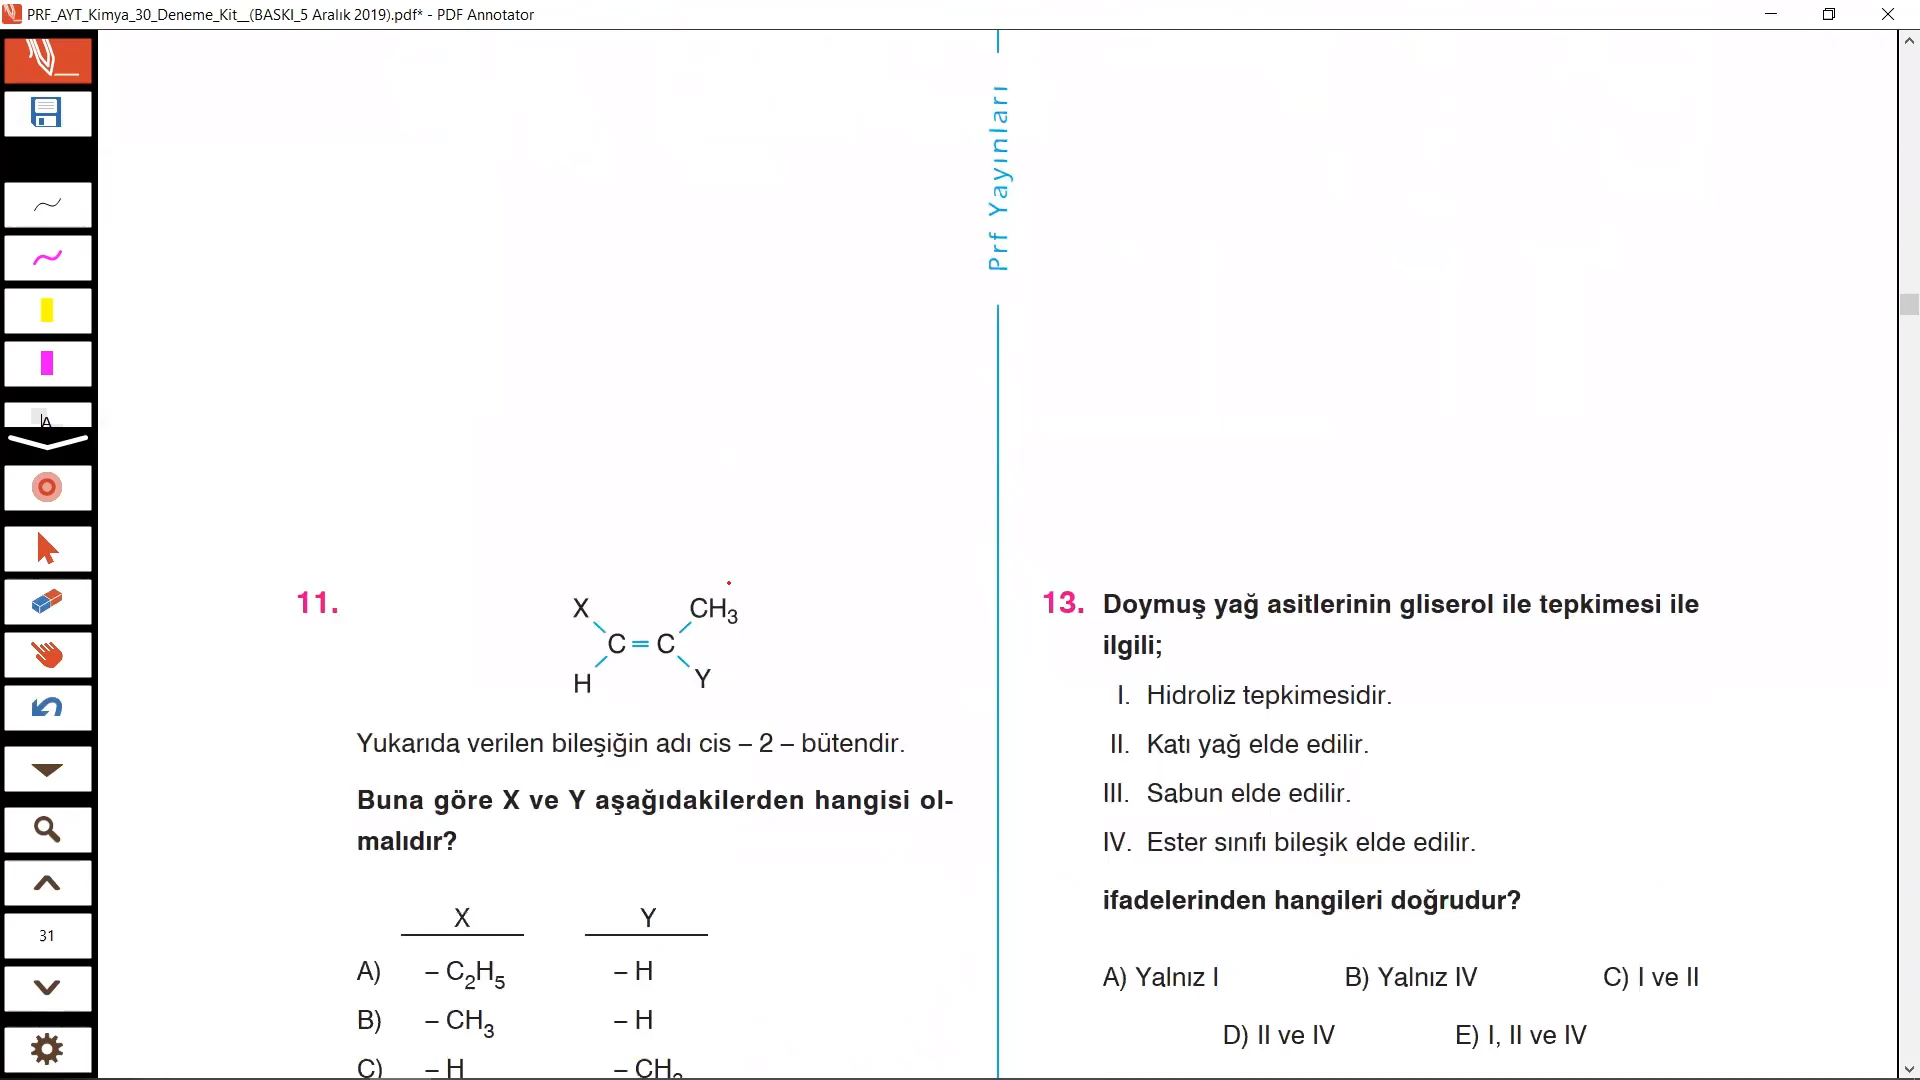 PRF_AYT_Kimya_30_Deneme_Kit__(BASKI_5 Aralık 2019).pdf* - PDF Annotator
A
31
Prf Yayınları
11.
X CH3
C = C
H Y
Yukarıda verilen bileşiğin adı cis – 2 – bütendir.
Buna göre X ve Y aşağıdakilerden hangisi ol-
malıdır?
X Y
A) – C2H5 – H
B) – CH3 – H
C) – H – CH3
13. Doymuş yağ asitlerinin gliserol ile tepkimesi ile
ilgili;
I. Hidroliz tepkimesidir.
II. Katı yağ elde edilir.
III. Sabun elde edilir.
IV. Ester sınıfı bileşik elde edilir.
ifadelerinden hangileri doğrudur?
A) Yalnız I B) Yalnız IV C) I ve II
D) II ve IV E) I, II ve IV